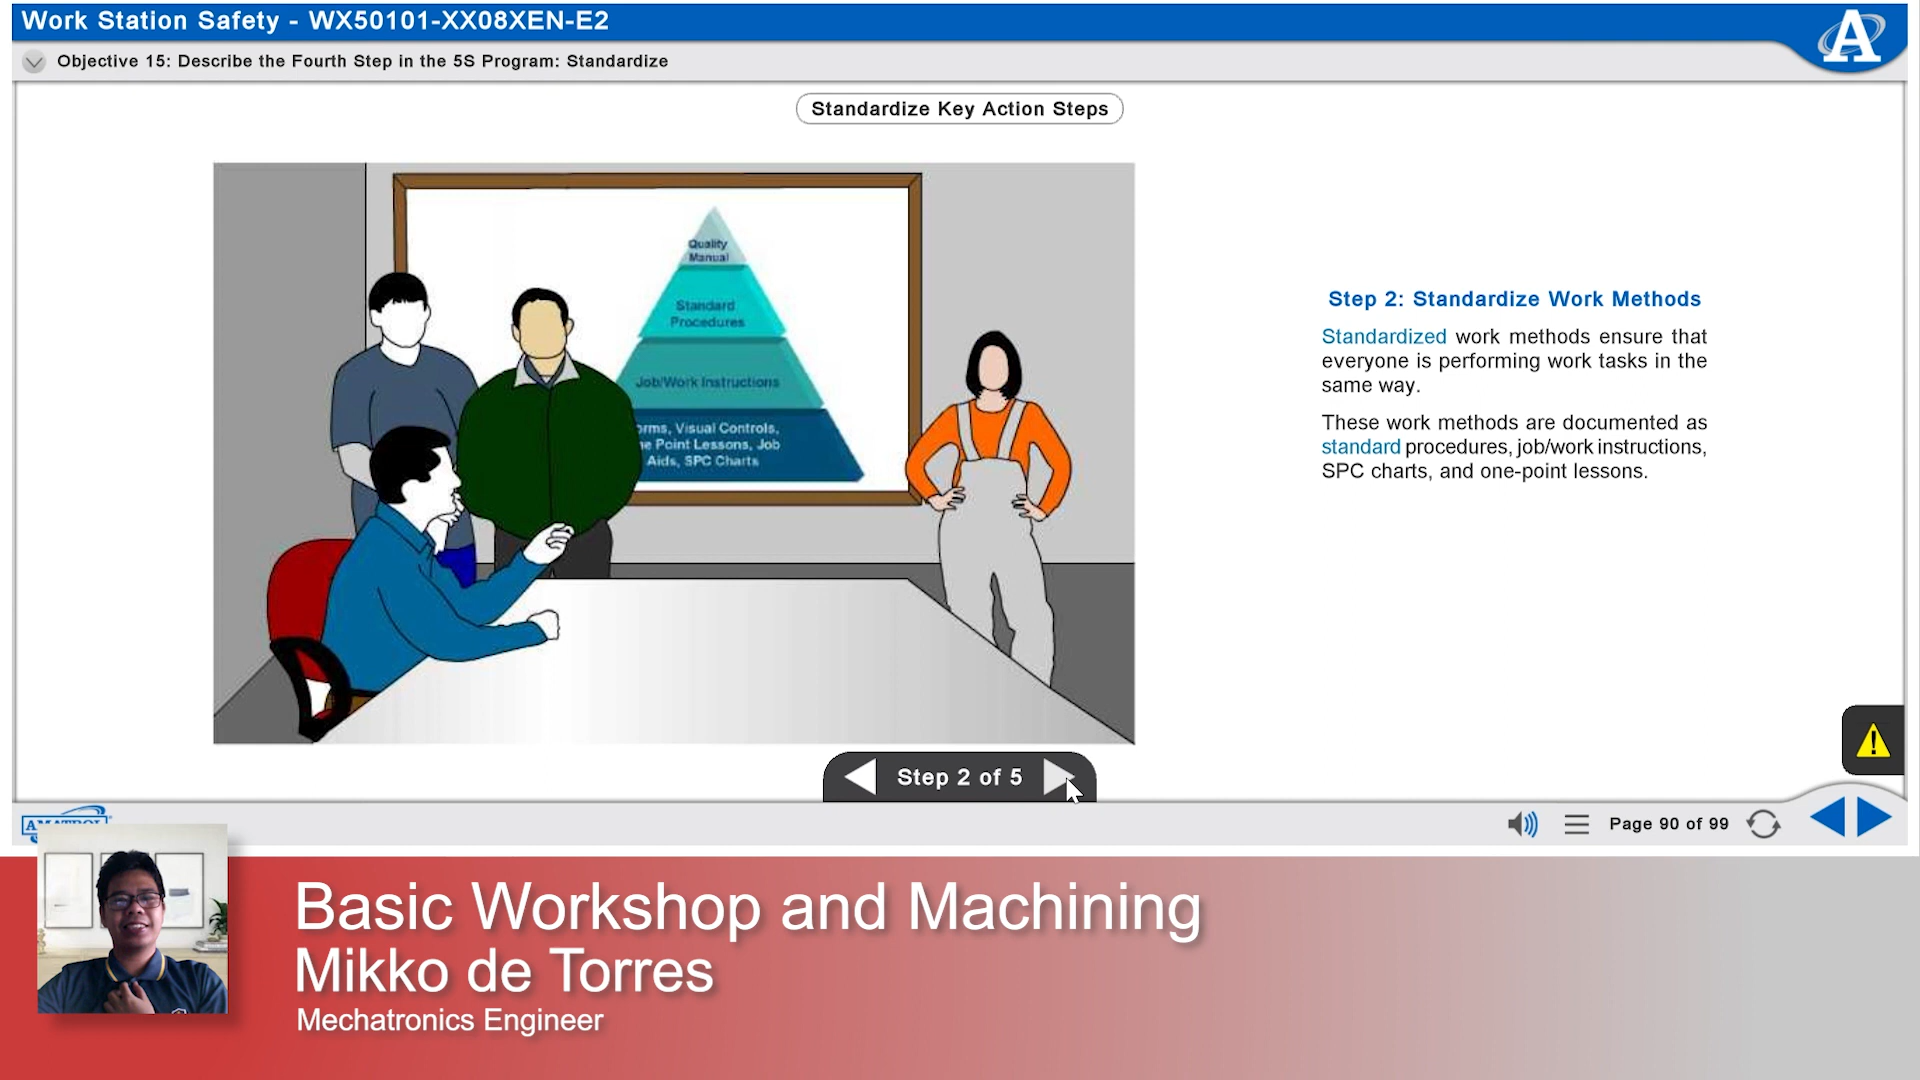 Work Station Safety - WX50101-XX08XEN-E2
Objective 15: Describe the Fourth Step in the 5S Program: Standardize
Standardize Key Action Steps
Quality
Manual
Standard
Procedures
Job/Work Instructions
orms, Visual Controls,
e Point Lessons, Job
Aids, SPC Charts
Step 2: Standardize Work Methods
Standardized work methods ensure that
everyone is performing work tasks in the
same way.
These work methods are documented as
standard procedures, job/work instructions,
SPC charts, and one-point lessons.
Step 2 of 5
AMATROL
Page 90 of 99
Basic Workshop and Machining
Mikko de Torres
Mechatronics Engineer